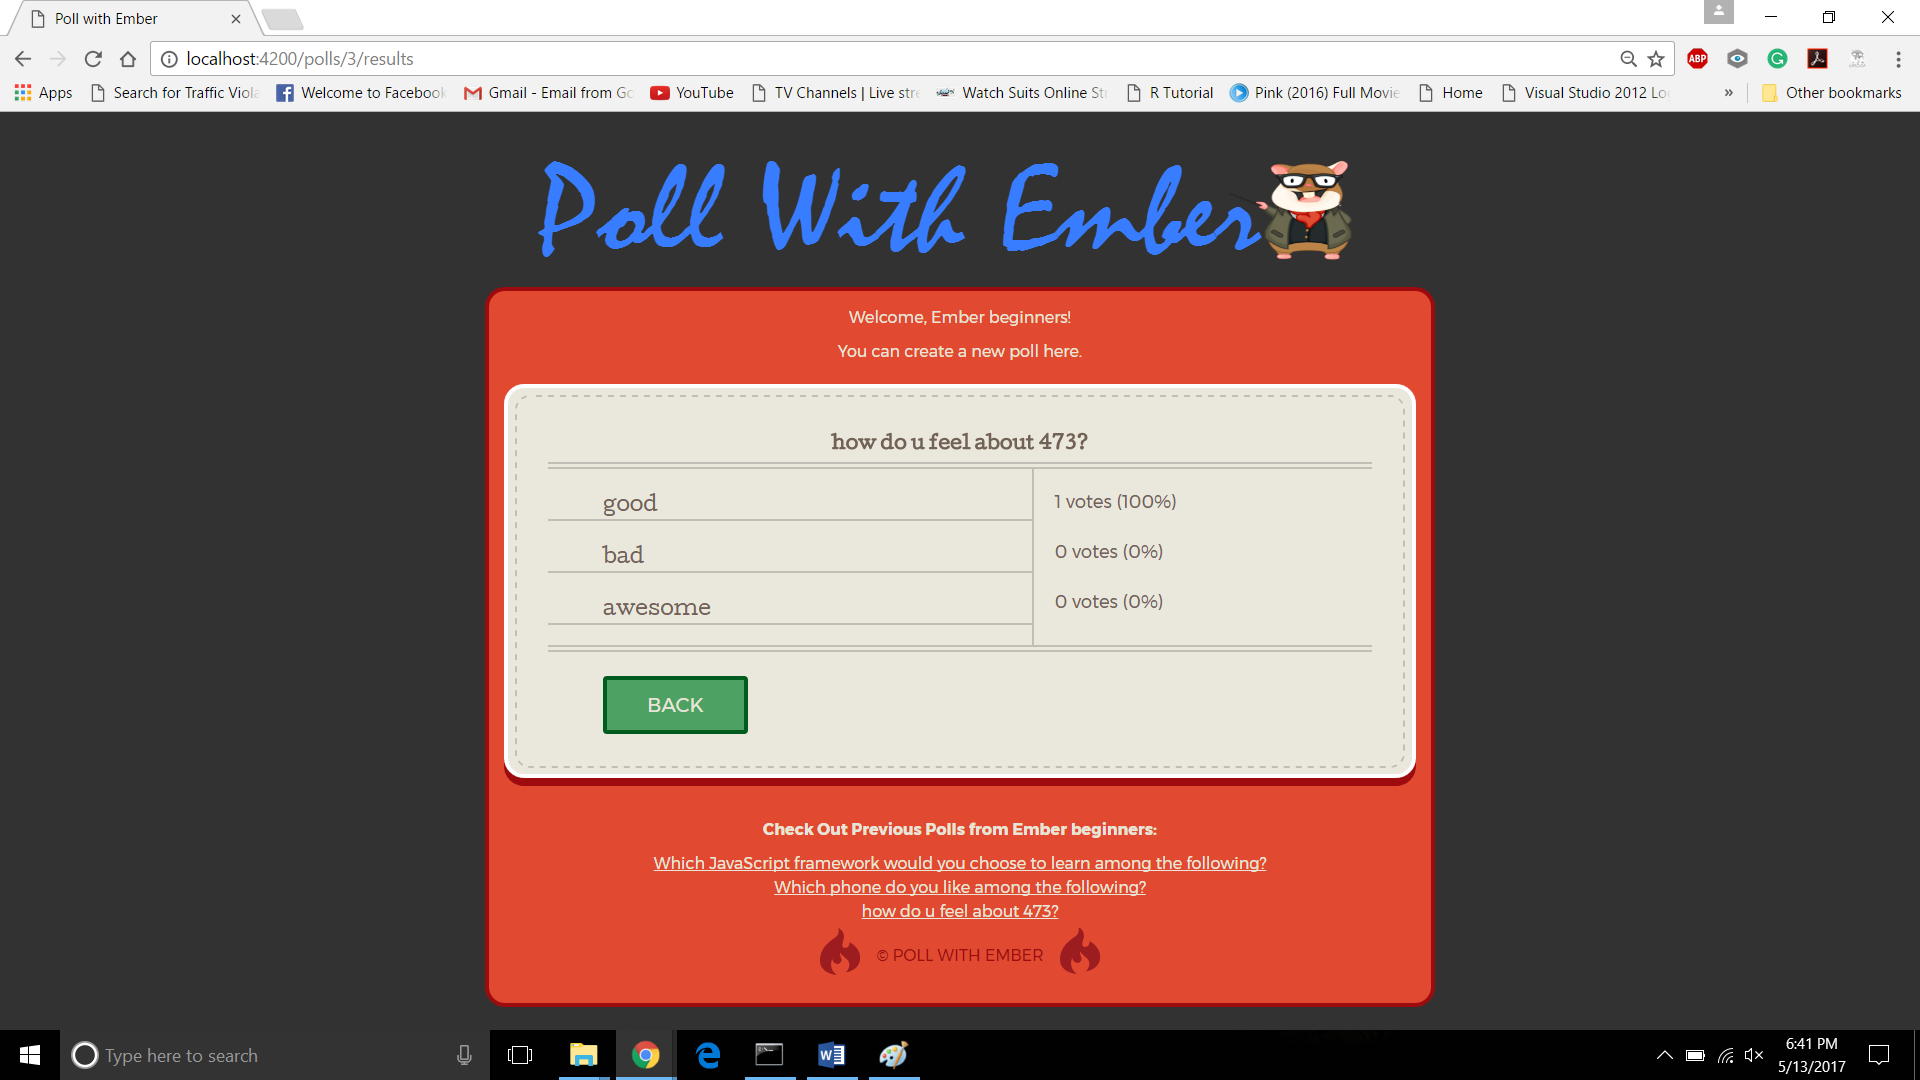 Poll with Ember
localhost:4200/polls/3/results
ABP
Apps
Search for Traffic Viola
Welcome to Facebook
Gmail - Email from Go
YouTube
TV Channels | Live stre
Watch Suits Online Str
R Tutorial
Pink (2016) Full Movie
Home
Visual Studio 2012 Lo
»
Other bookmarks
Poll With Ember
Welcome, Ember beginners!
You can create a new poll here.
how do u feel about 473?
good
1 votes (100%)
bad
0 votes (0%)
awesome
0 votes (0%)
BACK
Check Out Previous Polls from Ember beginners:
Which JavaScript framework would you choose to learn among the following?
Which phone do you like among the following?
how do u feel about 473?
© POLL WITH EMBER
Type here to search
6:41 PM
5/13/2017